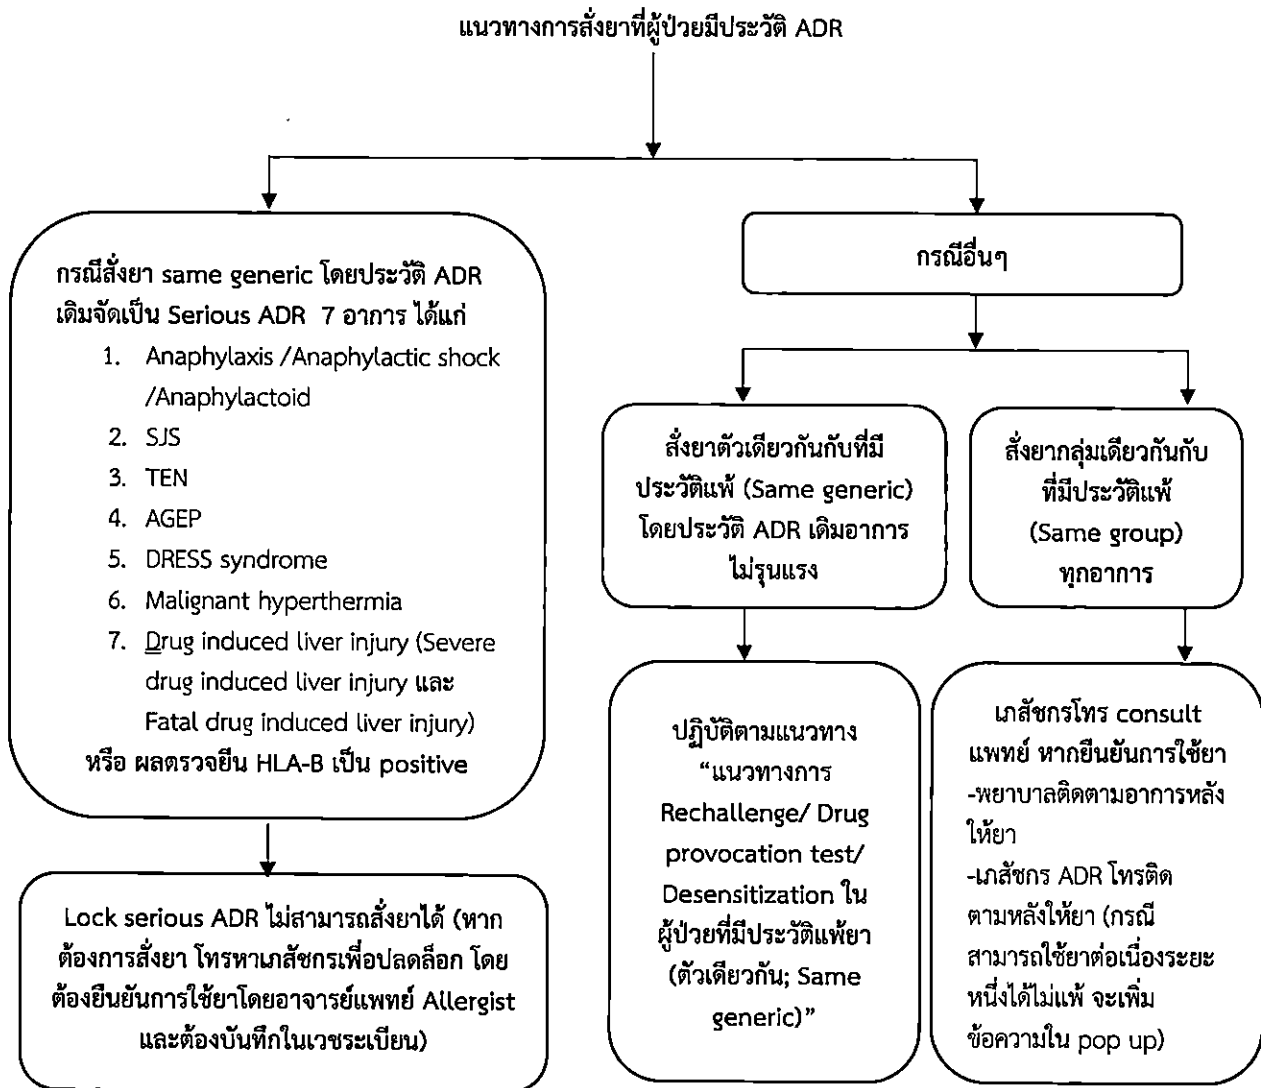 แนวทางการสั่งยาที่ผู้ป่วยมีประวัติ ADR
กรณีสั่งยา same generic โดยประวัติ ADR
เดิมจัดเป็น Serious ADR 7 อาการ ได้แก่
1. Anaphylaxis /Anaphylactic shock
/Anaphylactoid
2. SJS
3. TEN
4. AGEP
5. DRESS syndrome
6. Malignant hyperthermia
7. Drug induced liver injury (Severe
drug induced liver injury และ
Fatal drug induced liver injury)
หรือ ผลตรวจยีน HLA-B เป็น positive
Lock serious ADR ไม่สามารถสั่งยาได้ (หาก
ต้องการสั่งยา โทรหาเภสัชกรเพื่อปลดล็อก โดย
ต้องยืนยันการใช้ยาโดยอาจารย์แพทย์ Allergist
และต้องบันทึกในเวชระเบียน)
กรณีอื่นๆ
สั่งยาตัวเดียวกันกับที่มี
ประวัติแพ้ (Same generic)
โดยประวัติ ADR เดิมอาการ
ไม่รุนแรง
ปฏิบัติตามแนวทาง
“แนวทางการ
Rechallenge/ Drug
provocation test/
Desensitization ใน
ผู้ป่วยที่มีประวัติแพ้ยา
(ตัวเดียวกัน; Same
generic)”
สั่งยากลุ่มเดียวกันกับ
ที่มีประวัติแพ้
(Same group)
ทุกอาการ
เภสัชกรโทร consult
แพทย์ หากยืนยันการใช้ยา
-พยาบาลติดตามอาการหลัง
ให้ยา
-เภสัชกร ADR โทรติด
ตามหลังให้ยา (กรณี
สามารถใช้ยาต่อเนื่องระยะ
หนึ่งได้ไม่แพ้ จะเพิ่ม
ข้อความใน pop up)